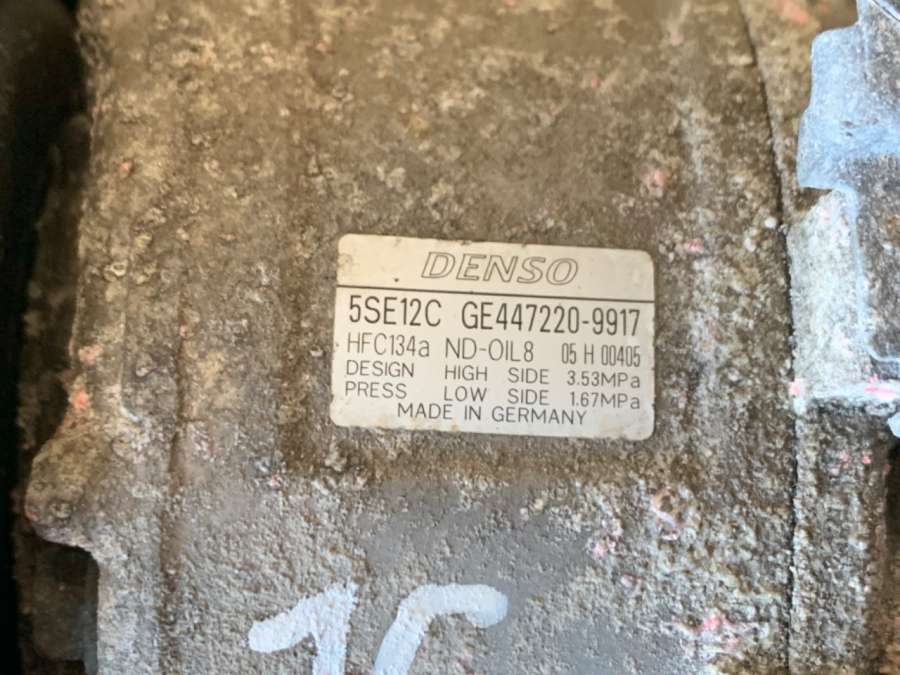 DENSO
5SE12C GE447220-9917
HFC134a ND-OIL8 05 H 00405
DESIGN HIGH SIDE 3.53MPa
PRESS LOW SIDE 1.67MPa
MADE IN GERMANY